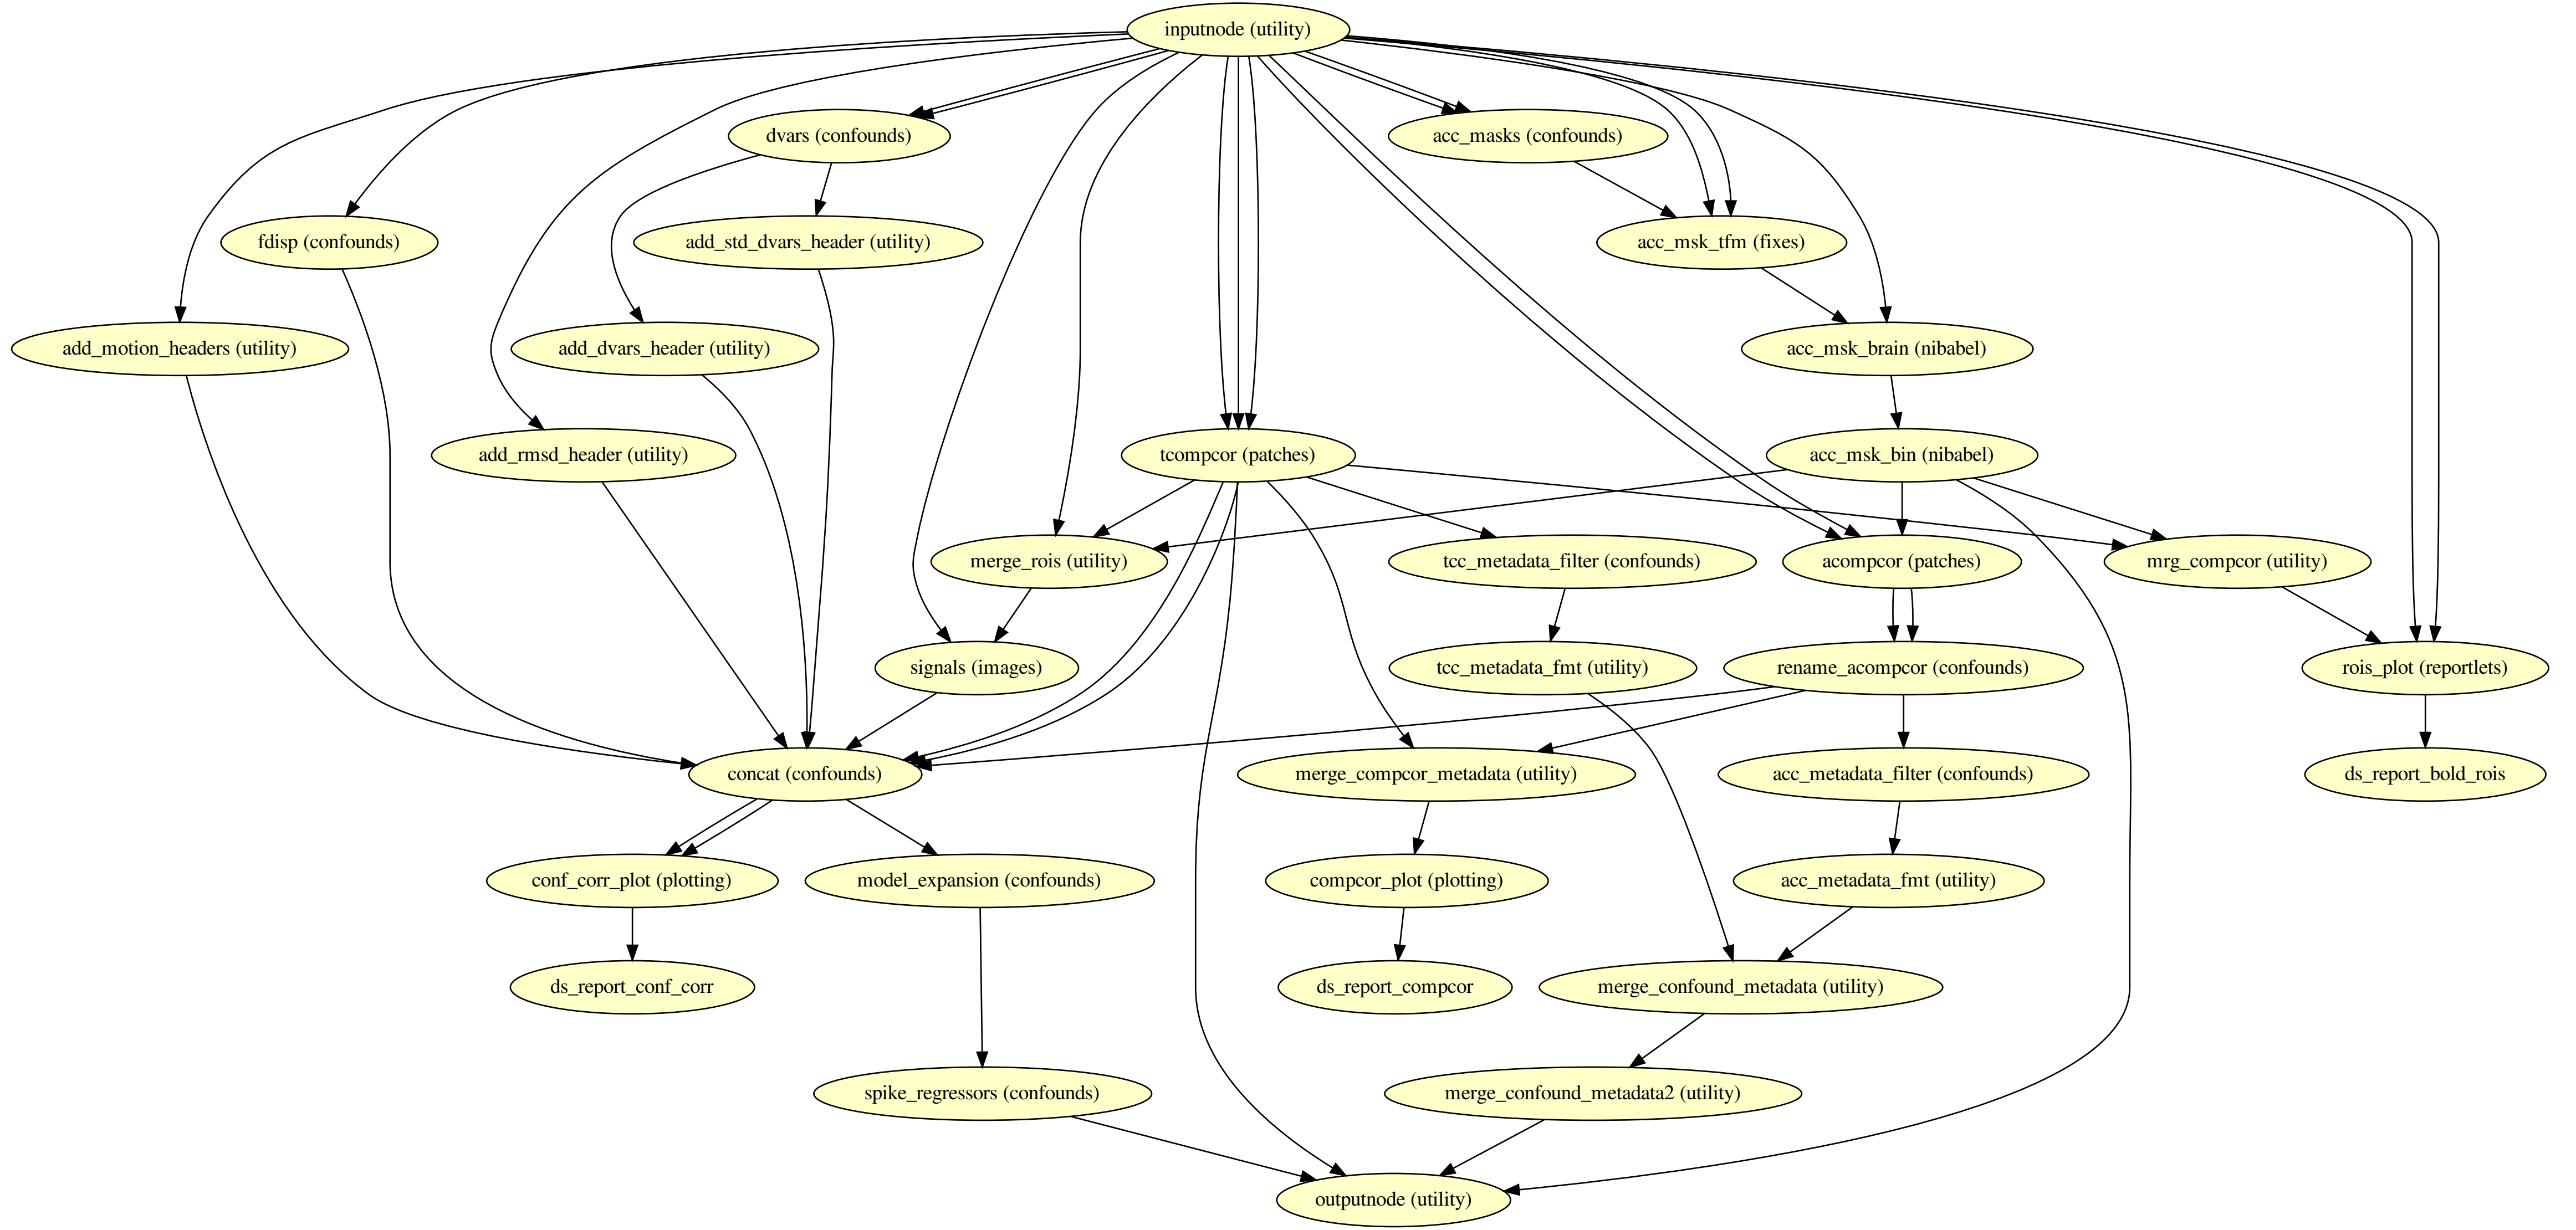 inputnode (utility)
dvars (confounds)
acc_masks (confounds)
fdisp (confounds)
add_std_dvars_header (utility)
acc_msk_tfm (fixes)
add_motion_headers (utility)
add_dvars_header (utility)
acc_msk_brain (nibabel)
add_rmsd_header (utility)
tcompcor (patches)
acc_msk_bin (nibabel)
merge_rois (utility)
tcc_metadata_filter (confounds)
acompcor (patches)
mrg_compcor (utility)
signals (images)
tcc_metadata_fmt (utility)
rename_acompcor (confounds)
rois_plot (reportlets)
concat (confounds)
merge_compcor_metadata (utility)
acc_metadata_filter (confounds)
ds_report_bold_rois
conf_corr_plot (plotting)
model_expansion (confounds)
compcor_plot (plotting)
acc_metadata_fmt (utility)
ds_report_conf_corr
ds_report_compcor
merge_confound_metadata (utility)
spike_regressors (confounds)
merge_confound_metadata2 (utility)
outputnode (utility)